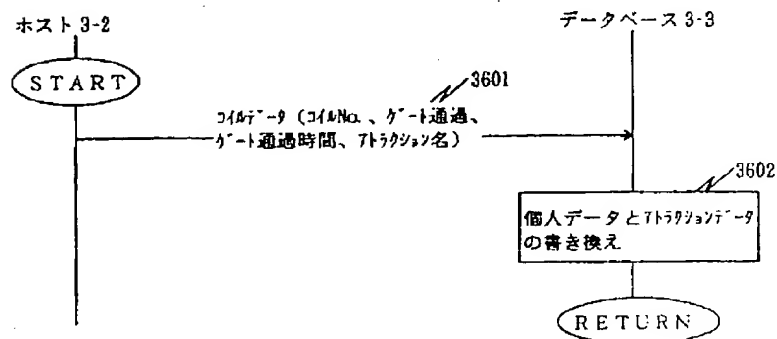 ホスト3-2
データベース3-3
START
3601
コイルデータ(コイルNo.、ゲート通過、
ゲート通過時間、アトラクション名)
3602
個人データとアトラクションデータ
の書き換え
RETURN